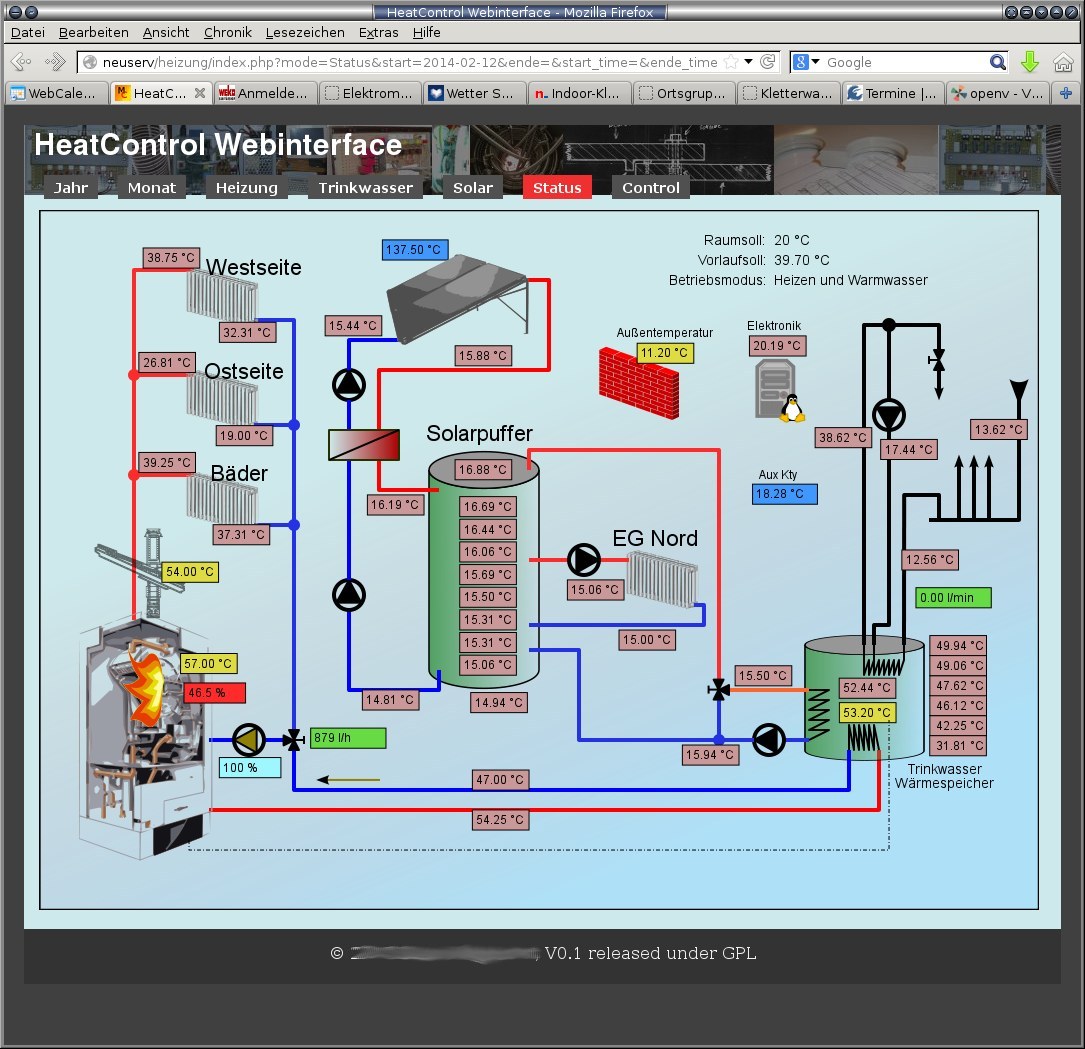 HeatControl Webinterface - Mozilla Firefox
Datei Bearbeiten Ansicht Chronik Lesezeichen Extras Hilfe
neuserv/heizung/index.php?mode=Status&start=2014-02-12&ende=&start_time=&ende_time Google
WebCale... HeatC... Anmelde... Elektrom... Wetter S... Indoor-Kl... Ortsgrup... Kletterwa... Termine |... openv - V...
HeatControl Webinterface
Jahr Monat Heizung Trinkwasser Solar Status Control
Raumsoll: 20 °C
Vorlaufsoll: 39.70 °C
Betriebsmodus: Heizen und Warmwasser
137.50 °C
38.75 °C
Westseite
32.31 °C
15.44 °C
15.88 °C
Außentemperatur
11.20 °C
Elektronik
20.19 °C
26.81 °C
Ostseite
19.00 °C
39.25 °C
Bäder
37.31 °C
Solarpuffer
16.88 °C
16.19 °C
16.69 °C
16.44 °C
16.06 °C
15.69 °C
15.50 °C
15.31 °C
15.31 °C
15.06 °C
14.94 °C
14.81 °C
EG Nord
15.06 °C
15.00 °C
Aux Kty
18.28 °C
38.62 °C
17.44 °C
13.62 °C
12.56 °C
0.00 l/min
54.00 °C
57.00 °C
46.5 %
100 %
879 l/h
15.50 °C
15.94 °C
52.44 °C
53.20 °C
49.94 °C
49.06 °C
47.62 °C
46.12 °C
42.25 °C
31.81 °C
Trinkwasser
Wärmespeicher
47.00 °C
54.25 °C
© , V0.1 released under GPL